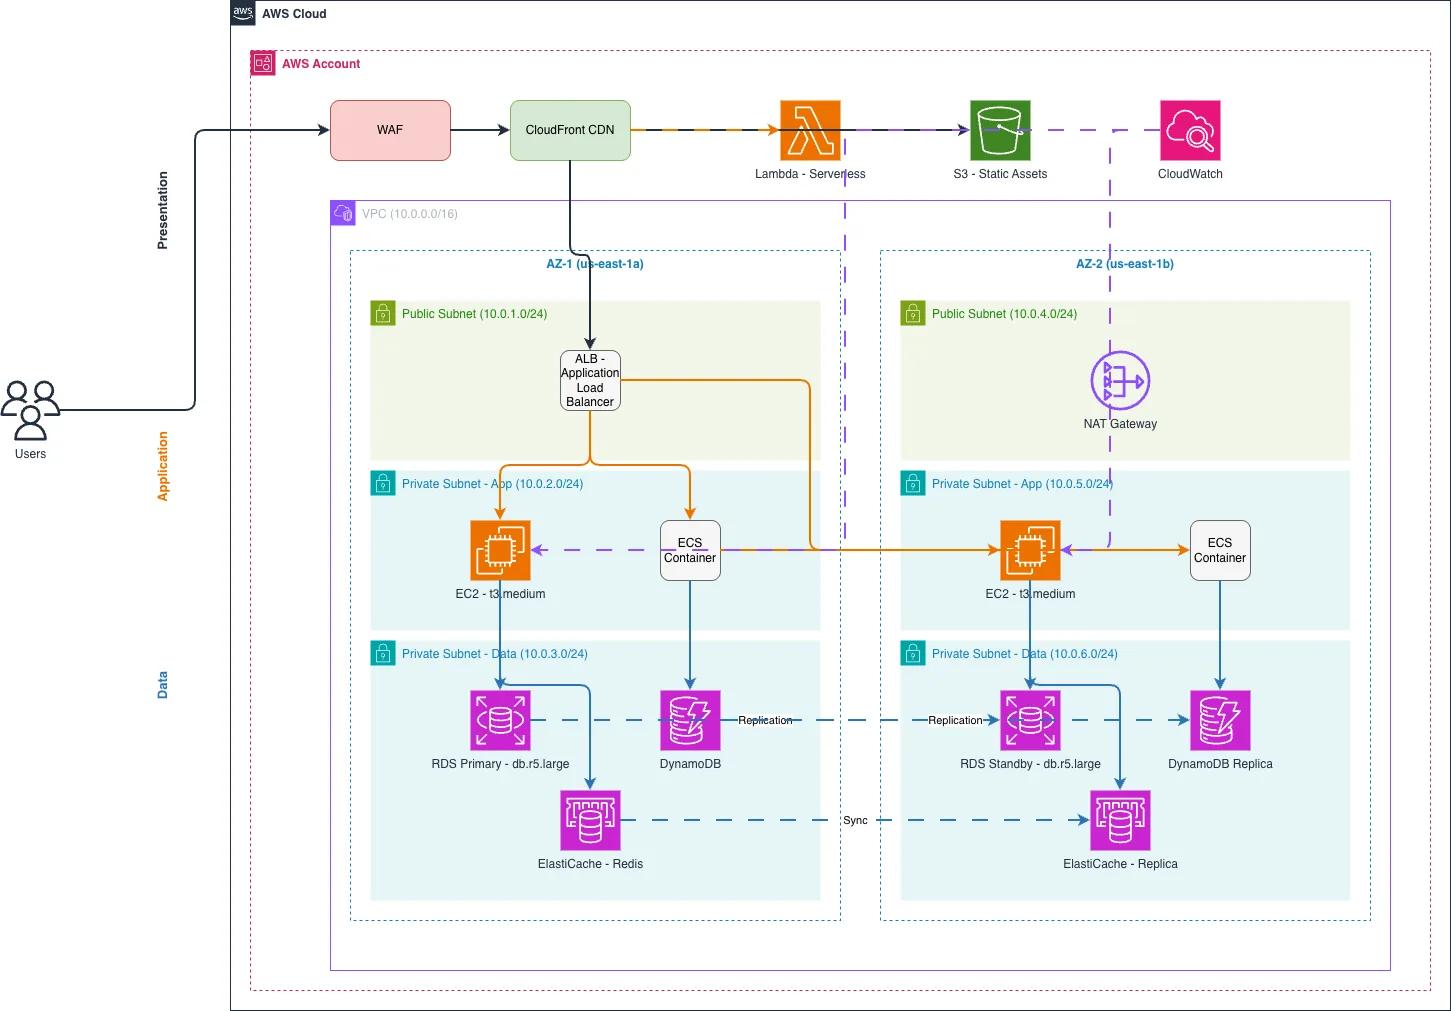 aws
AWS Cloud
AWS Account
WAF
CloudFront CDN
Lambda - Serverless
S3 - Static Assets
CloudWatch
Presentation
VPC (10.0.0.0/16)
AZ-1 (us-east-1a)
AZ-2 (us-east-1b)
Public Subnet (10.0.1.0/24)
Public Subnet (10.0.4.0/24)
ALB -
Application
Load
Balancer
NAT Gateway
Users
Application
Private Subnet - App (10.0.2.0/24)
Private Subnet - App (10.0.5.0/24)
ECS
Container
ECS
Container
EC2 - t3.medium
EC2 - t3.medium
Data
Private Subnet - Data (10.0.3.0/24)
Private Subnet - Data (10.0.6.0/24)
Replication
Replication
RDS Primary - db.r5.large
DynamoDB
RDS Standby - db.r5.large
DynamoDB Replica
Sync
ElastiCache - Redis
ElastiCache - Replica